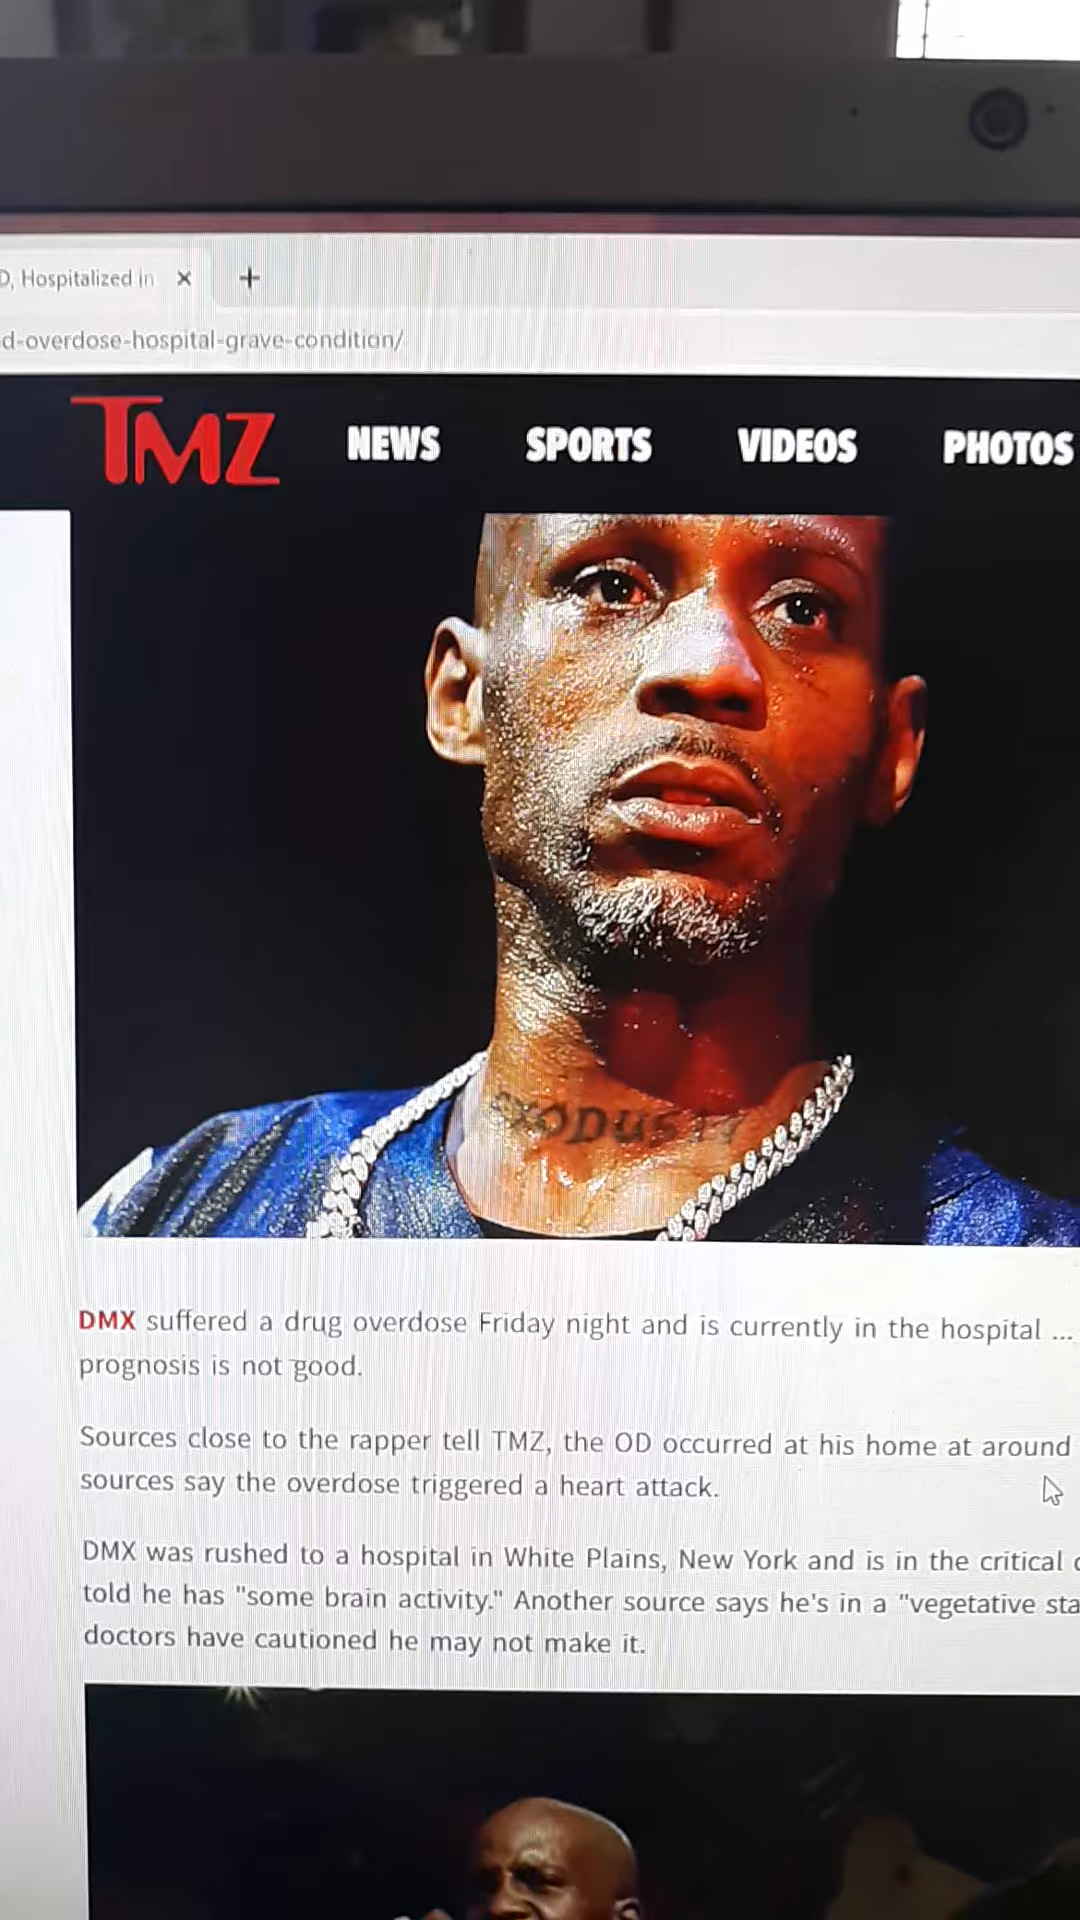 D, Hospitalized in
d-overdose-hospital-grave-condition/
TMZ NEWS SPORTS VIDEOS PHOTOS
DMX suffered a drug overdose Friday night and is currently in the hospital ...
prognosis is not good.
Sources close to the rapper tell TMZ, the OD occurred at his home at around
sources say the overdose triggered a heart attack.
DMX was rushed to a hospital in White Plains, New York and is in the critical
told he has "some brain activity." Another source says he's in a "vegetative
doctors have cautioned he may not make it.